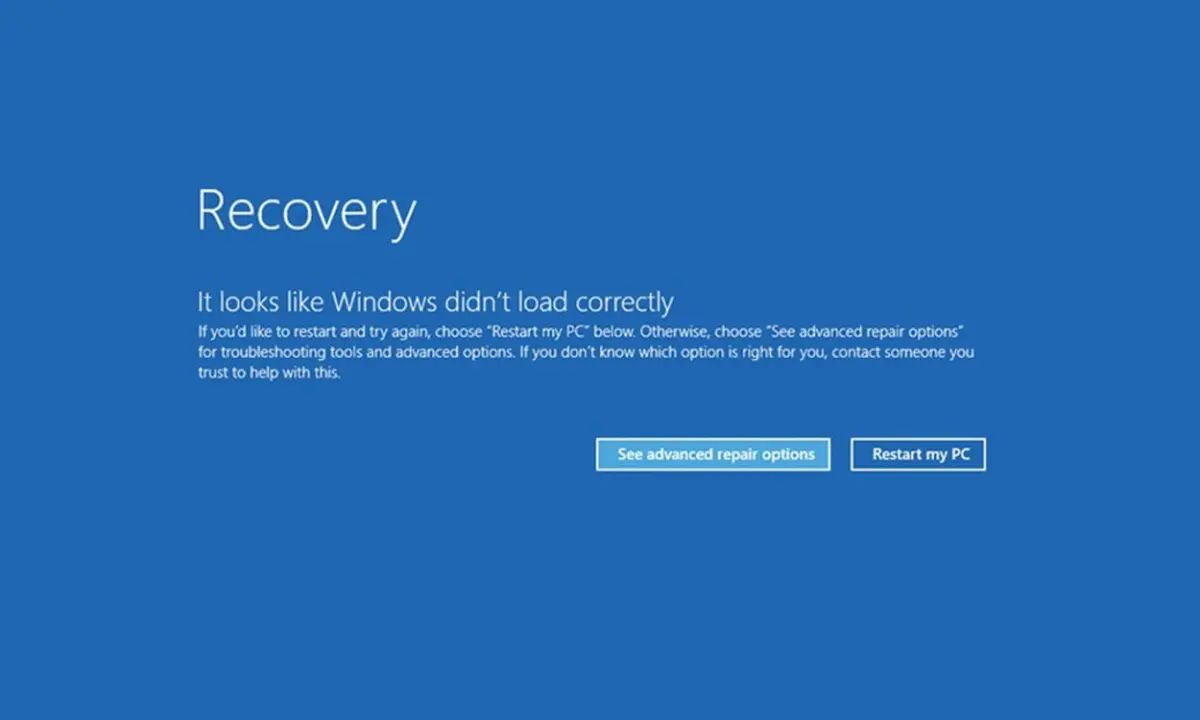 Recovery
It looks like Windows didn't load correctly
If you'd like to restart and try again, choose "Restart my PC" below. Otherwise, choose "See advanced repair options"
for troubleshooting tools and advanced options. If you don't know which option is right for you, contact someone you
trust to help with this.
See advanced repair options
Restart my PC